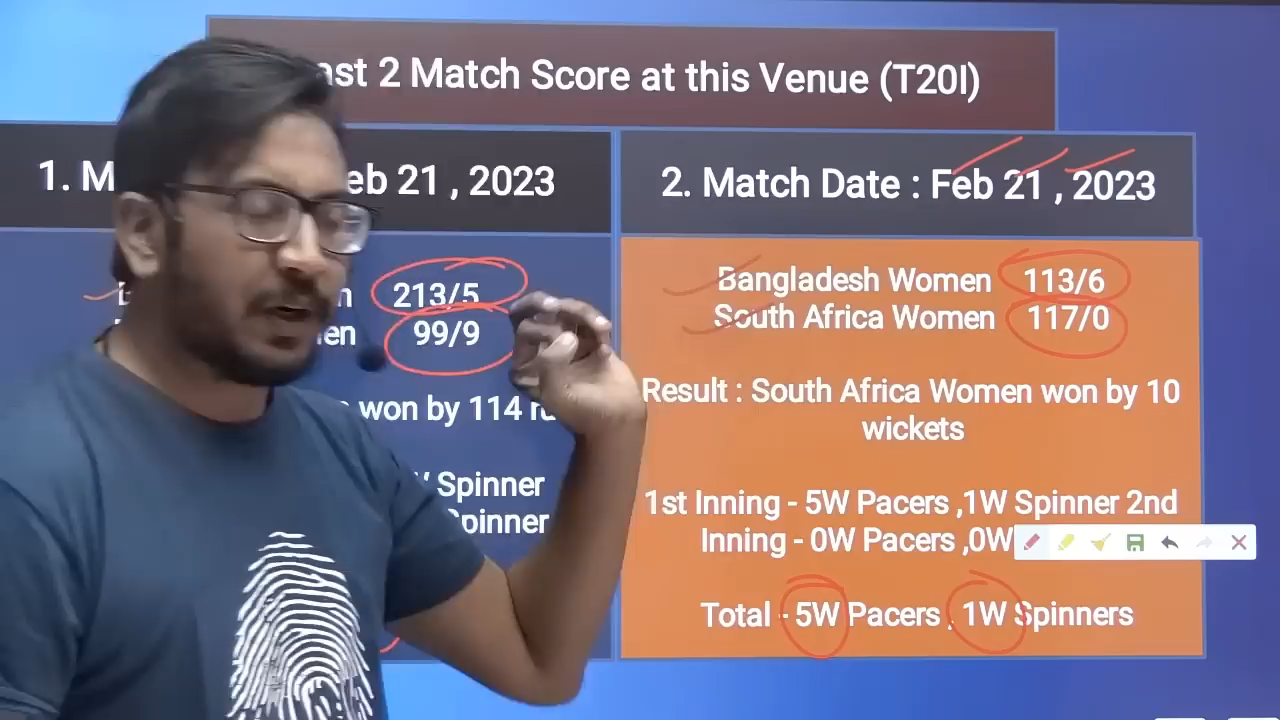 ast 2 Match Score at this Venue (T20I)
1. M eb 21 , 2023
213/5
99/9
won by 114
Spinner
Spinner
2. Match Date : Feb 21 , 2023
Bangladesh Women 113/6
South Africa Women 117/0
Result : South Africa Women won by 10
wickets
1st Inning - 5W Pacers ,1W Spinner 2nd
Inning - 0W Pacers ,0W
Total - 5W Pacers , 1W Spinners